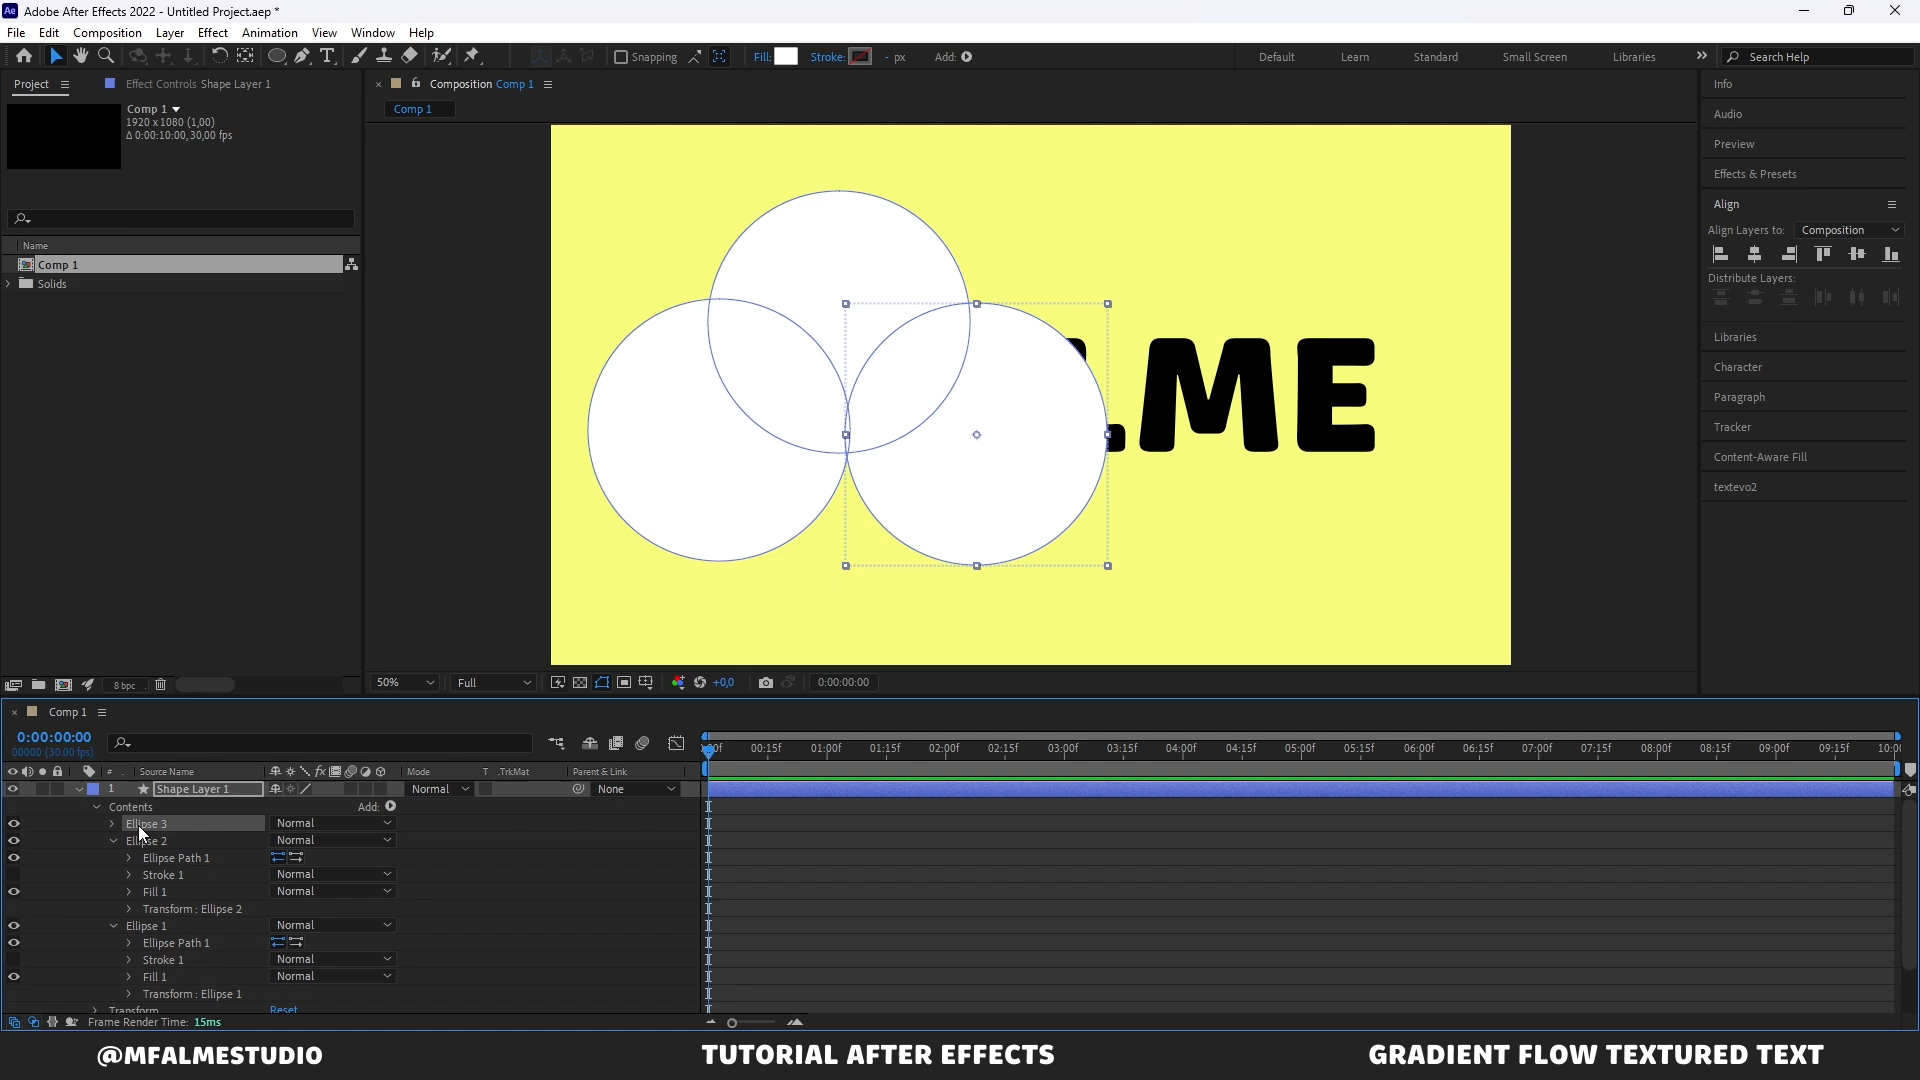 Adobe After Effects 2022 - Untitled Project.aep *
File Edit Composition Layer Effect Animation View Window Help
Snapping Fill: Stroke: - px Add: Default Learn Standard Small Screen Libraries Search Help
Project Effect Controls Shape Layer 1
Comp 1
1920 x 1080 (1,00)
Δ 0:00:10:00, 30,00 fps
Name
Comp 1
Solids
8 bpc
Composition Comp 1
Comp 1
.ME
50% Full +0,0 0:00:00:00
Info
Audio
Preview
Effects & Presets
Align
Align Layers to: Composition
Distribute Layers:
Libraries
Character
Paragraph
Tracker
Content-Aware Fill
textevo2
Comp 1
0:00:00:00
00000 (30.00 fps)
:00f 00:15f 01:00f 01:15f 02:00f 02:15f 03:00f 03:15f 04:00f 04:15f 05:00f 05:15f 06:00f 06:15f 07:00f 07:15f 08:00f 08:15f 09:00f 09:15f 10:0
# Source Name fx Mode T .TrkMat Parent & Link
1 Shape Layer 1 Normal None
Contents Add:
Ellipse 3 Normal
Ellipse 2 Normal
Ellipse Path 1
Stroke 1 Normal
Fill 1 Normal
Transform : Ellipse 2
Ellipse 1 Normal
Ellipse Path 1
Stroke 1 Normal
Fill 1 Normal
Transform : Ellipse 1
Transform Reset
Frame Render Time: 15ms
@MFALMESTUDIO TUTORIAL AFTER EFFECTS GRADIENT FLOW TEXTURED TEXT